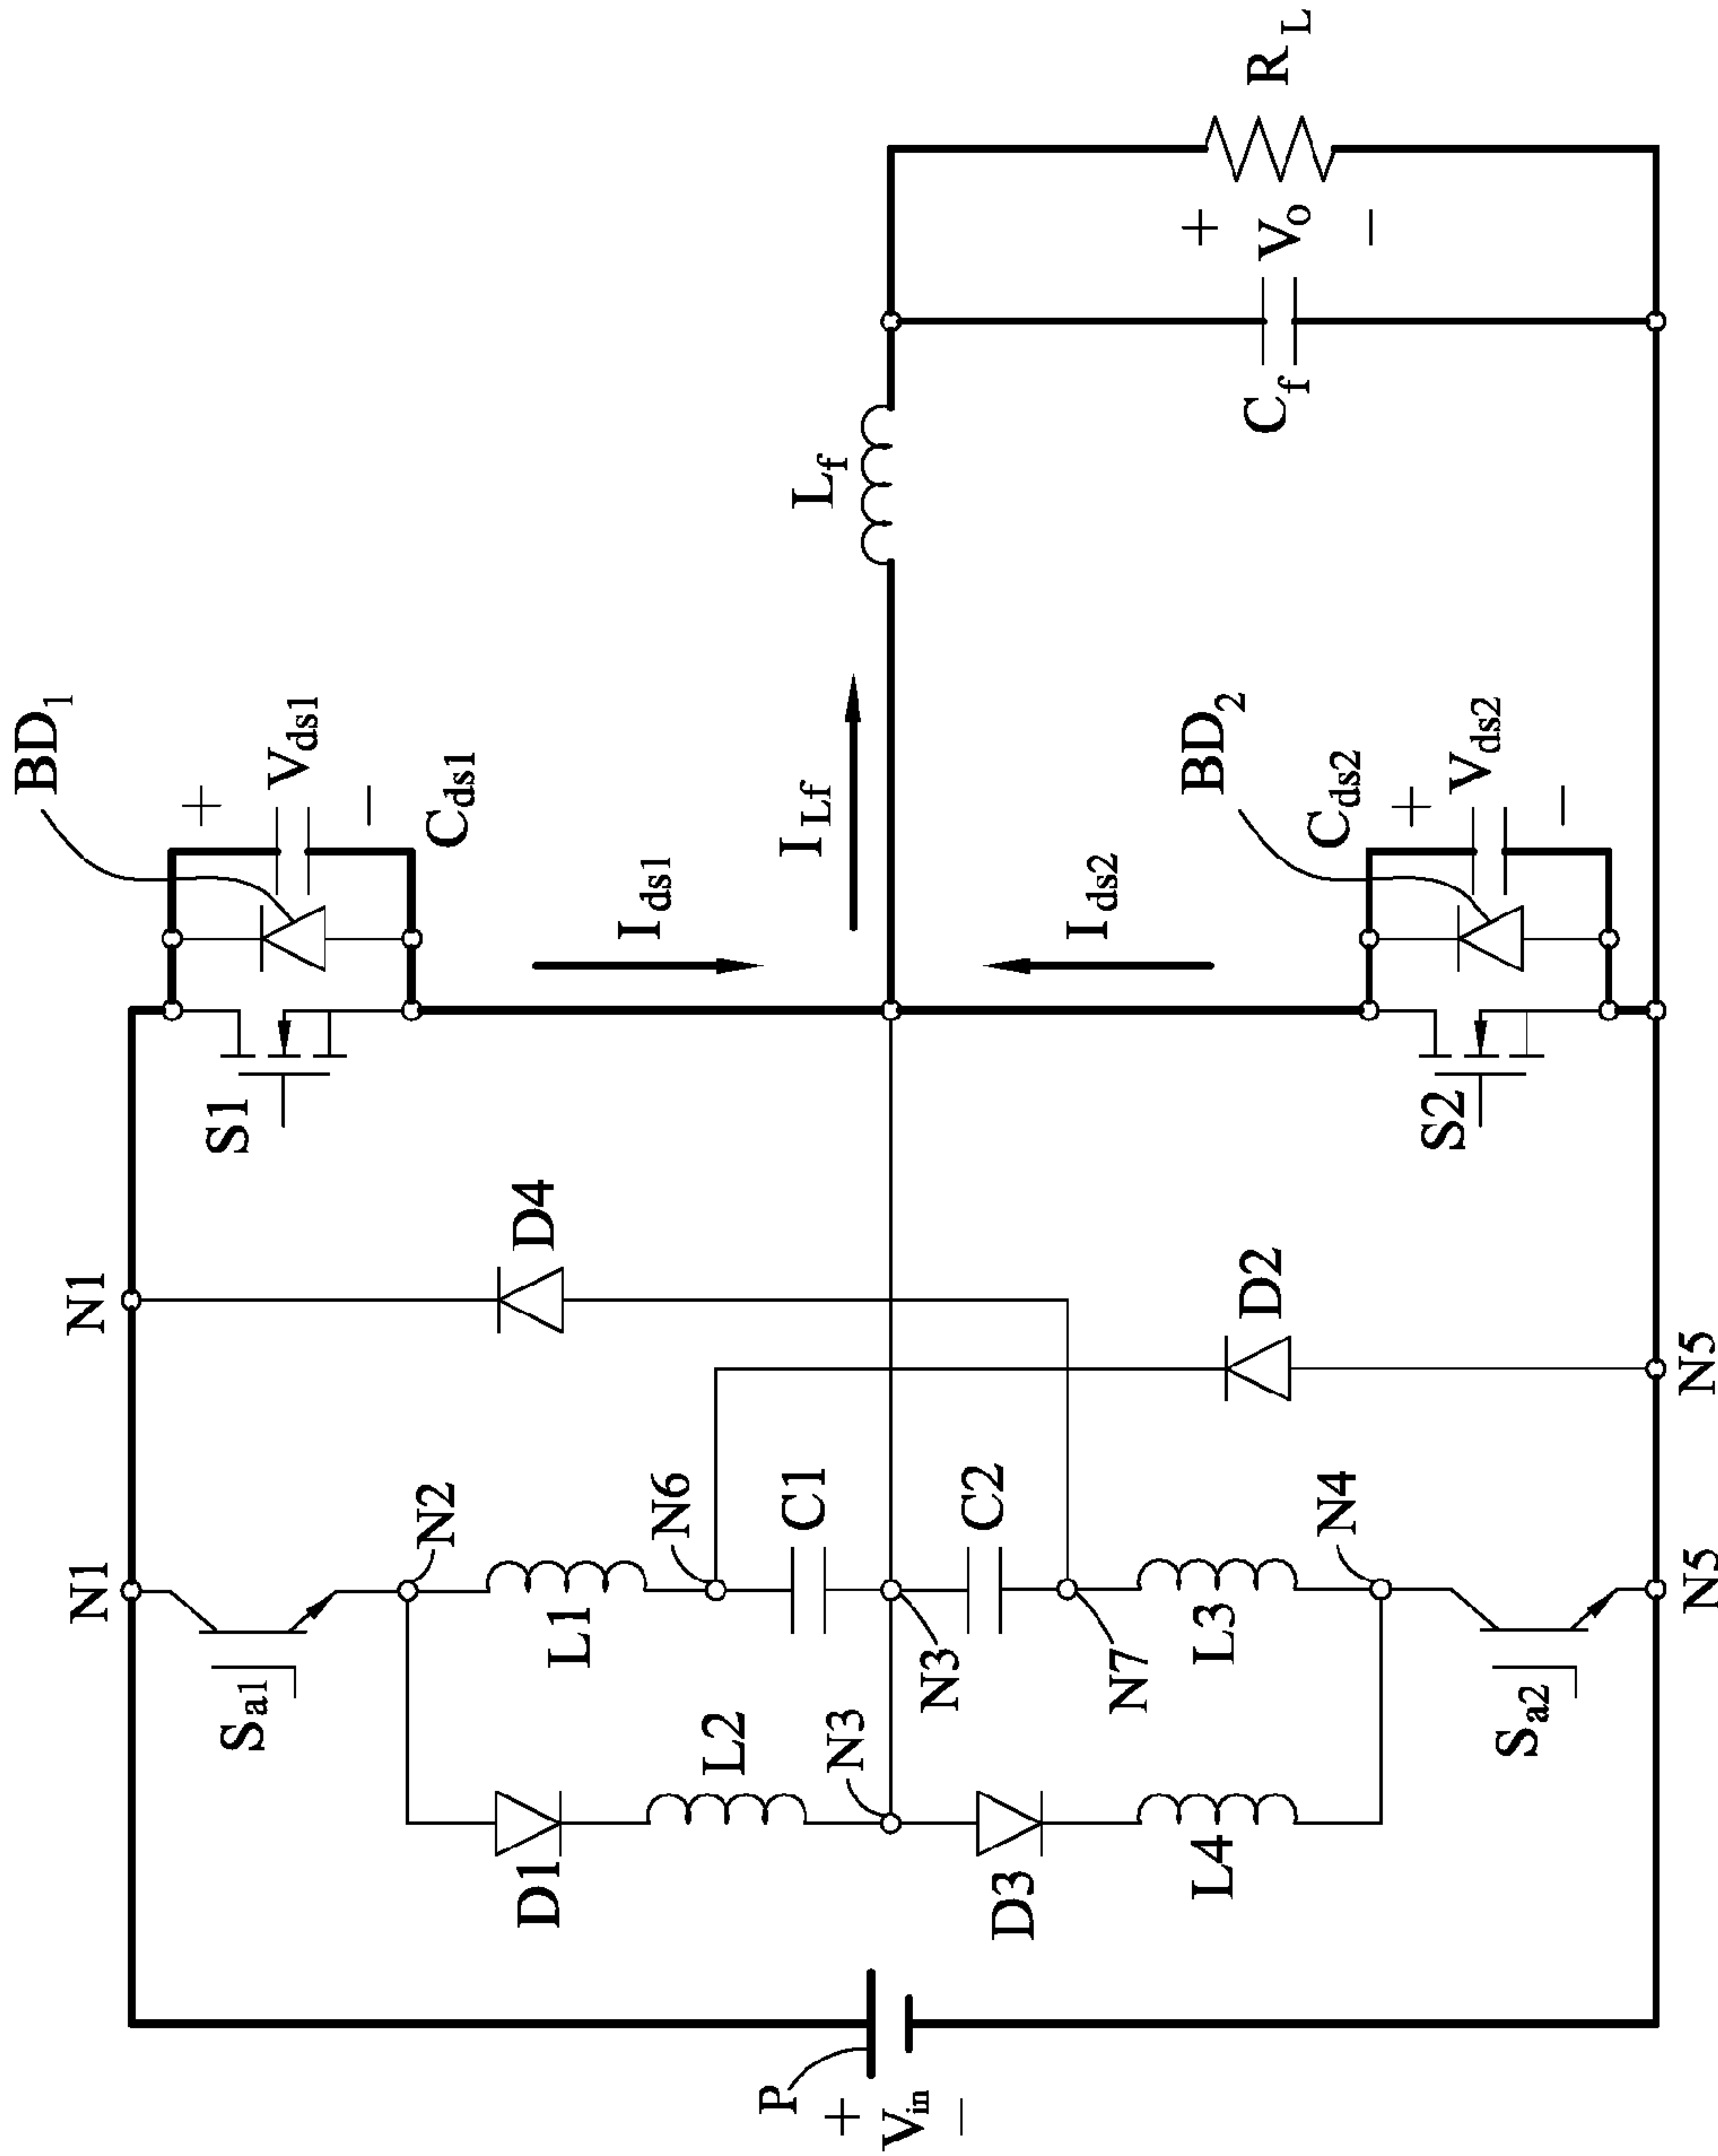 P
+
Vin
−
N1
N1
Sa1
N2
D1
L1
L2
N6
C1
N3
N3
C2
N7
D3
L3
L4
N4
Sa2
N5
N5
D4
D2
S1
BD1
+
Vds1
−
Cds1
Ids1
ILf
Ids2
Lf
S2
BD2
Cds2
+
Vds2
−
Cf
+
Vo
−
RL